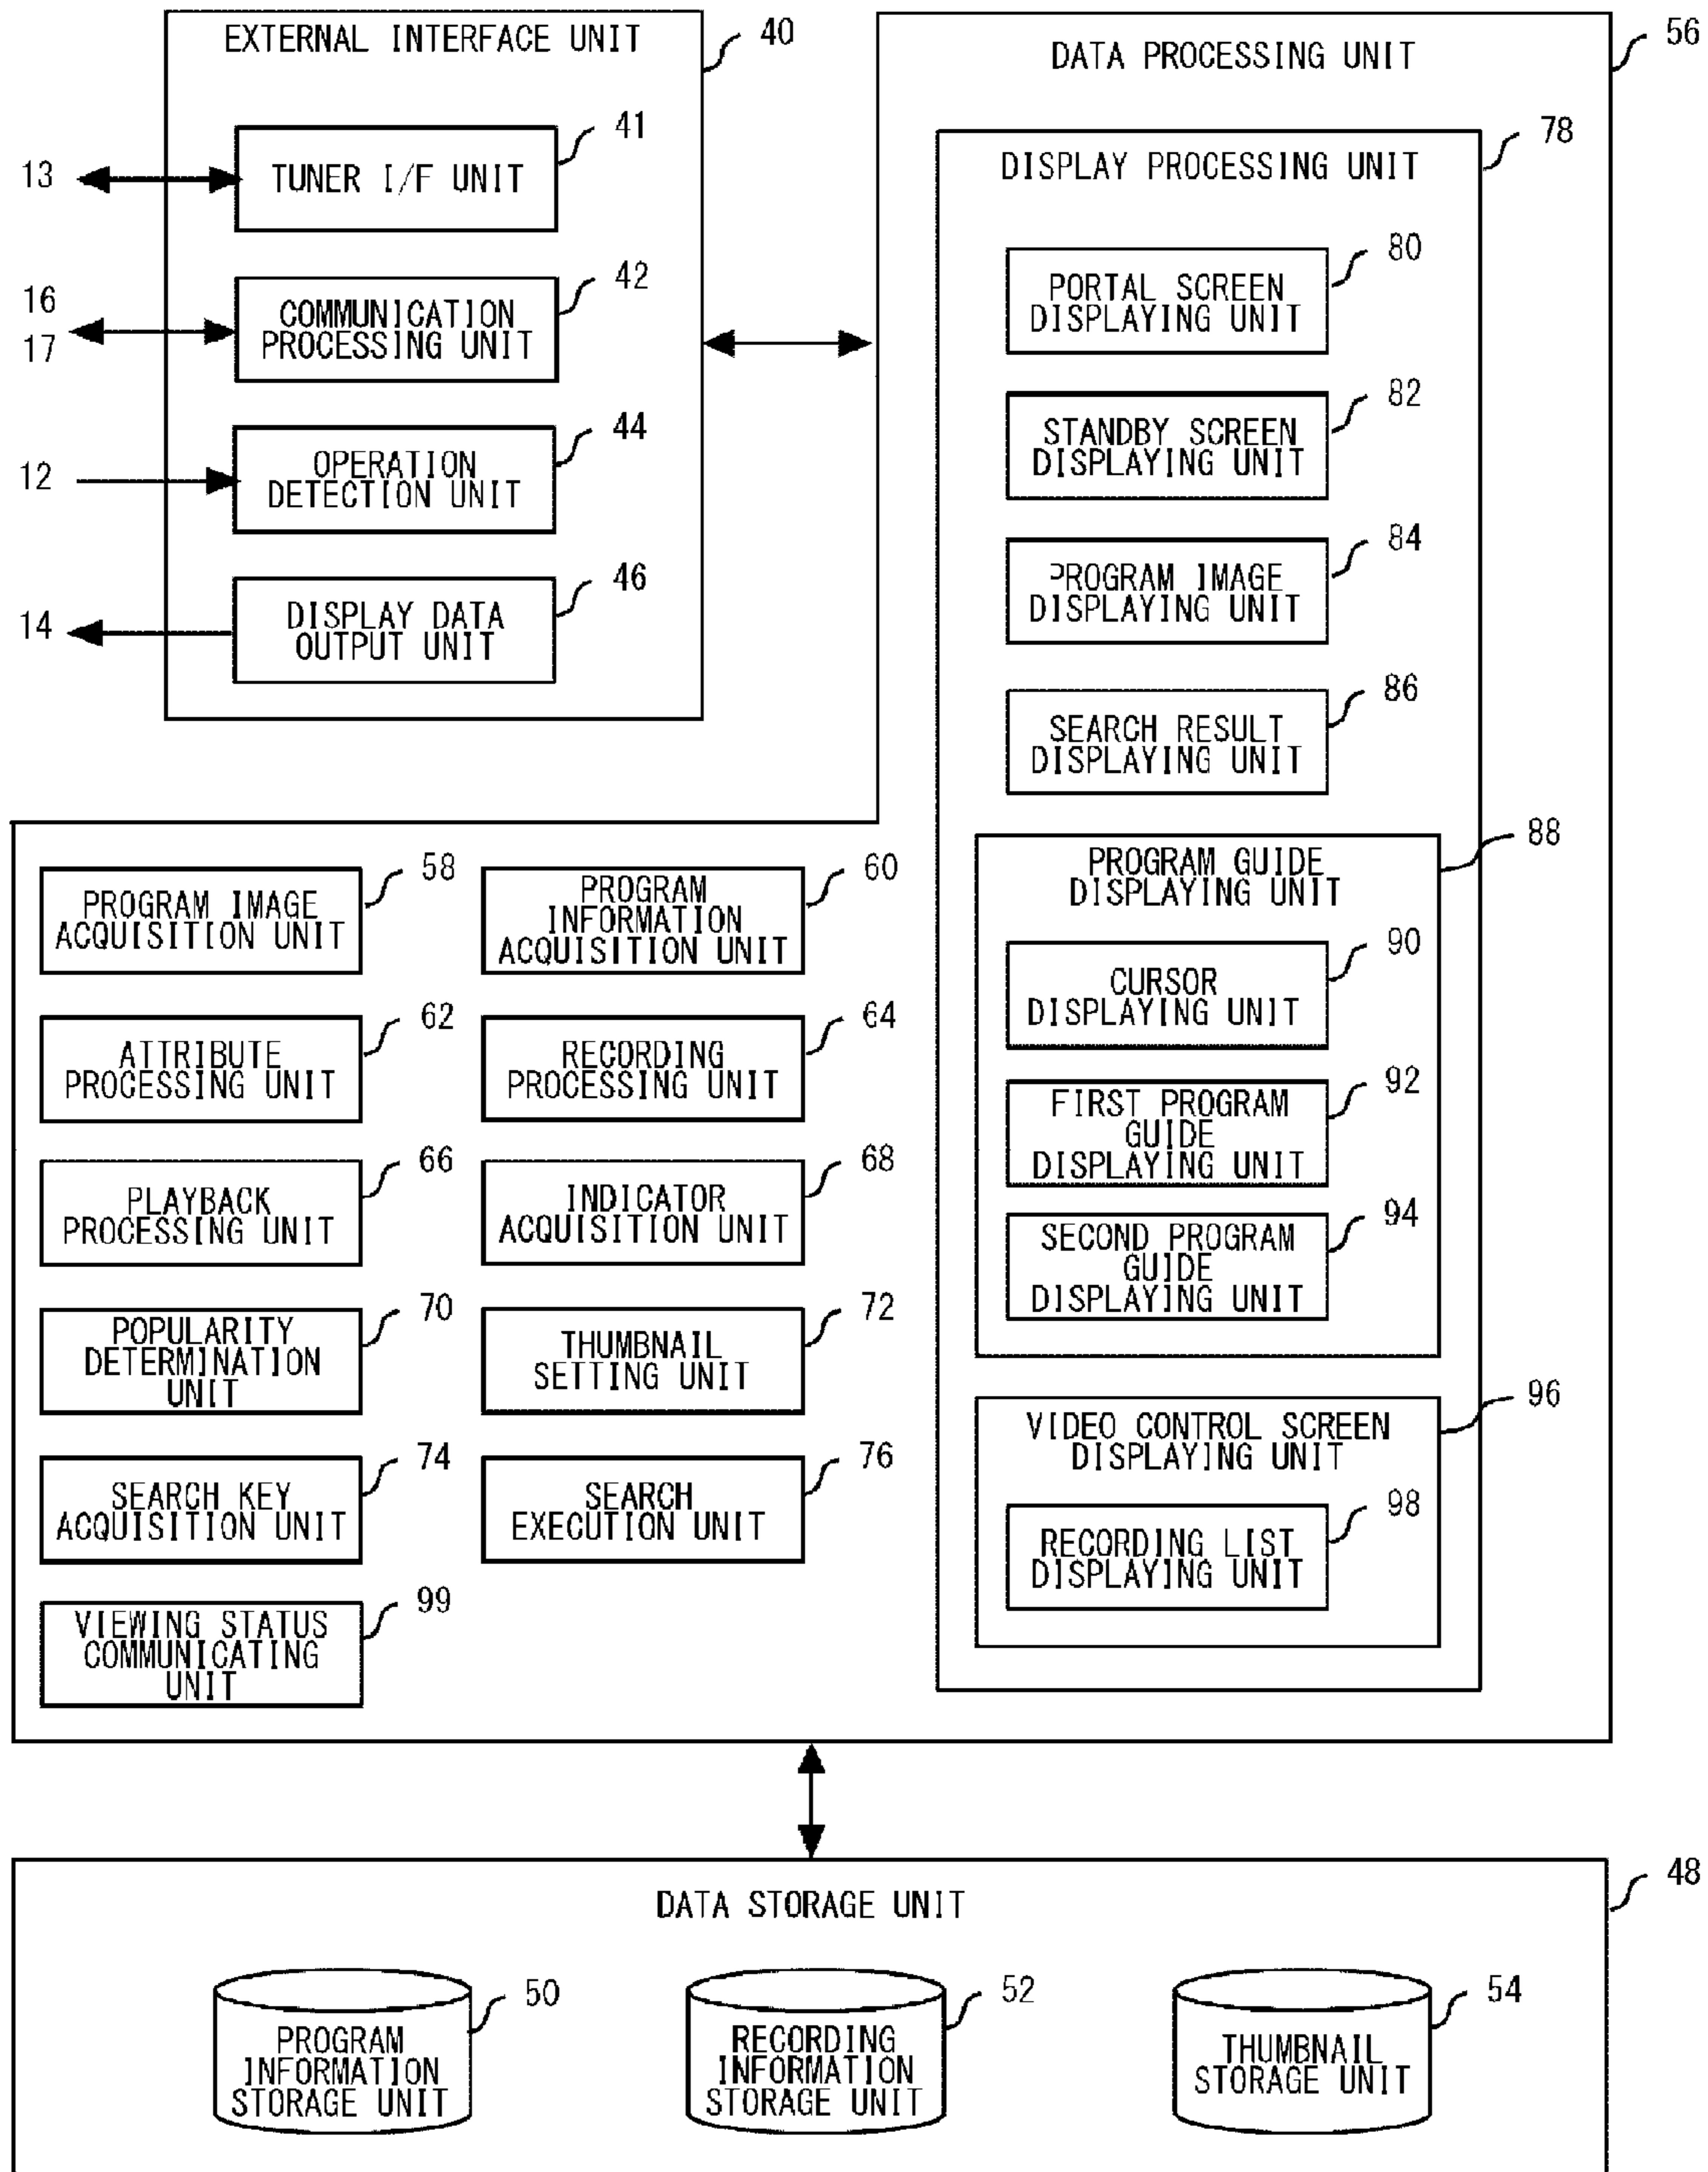 EXTERNAL INTERFACE UNIT
40
41
13
TUNER I/F UNIT
42
16
17
COMMUNICATION
PROCESSING UNIT
44
12
OPERATION
DETECTION UNIT
46
14
DISPLAY DATA
OUTPUT UNIT
DATA PROCESSING UNIT
56
DISPLAY PROCESSING UNIT
78
80
PORTAL SCREEN
DISPLAYING UNIT
82
STANDBY SCREEN
DISPLAYING UNIT
84
PROGRAM IMAGE
DISPLAYING UNIT
86
SEARCH RESULT
DISPLAYING UNIT
88
PROGRAM GUIDE
DISPLAYING UNIT
90
CURSOR
DISPLAYING UNIT
92
FIRST PROGRAM
GUIDE
DISPLAYING UNIT
94
SECOND PROGRAM
GUIDE
DISPLAYING UNIT
96
VIDEO CONTROL SCREEN
DISPLAYING UNIT
98
RECORDING LIST
DISPLAYING UNIT
58
PROGRAM IMAGE
ACQUISITION UNIT
60
PROGRAM
INFORMATION
ACQUISITION UNIT
62
ATTRIBUTE
PROCESSING UNIT
64
RECORDING
PROCESSING UNIT
66
PLAYBACK
PROCESSING UNIT
68
INDICATOR
ACQUISITION UNIT
70
POPULARITY
DETERMINATION
UNIT
72
THUMBNAIL
SETTING UNIT
74
SEARCH KEY
ACQUISITION UNIT
76
SEARCH
EXECUTION UNIT
99
VIEWING STATUS
COMMUNICATING
UNIT
48
DATA STORAGE UNIT
50
PROGRAM
INFORMATION
STORAGE UNIT
52
RECORDING
INFORMATION
STORAGE UNIT
54
THUMBNAIL
STORAGE UNIT